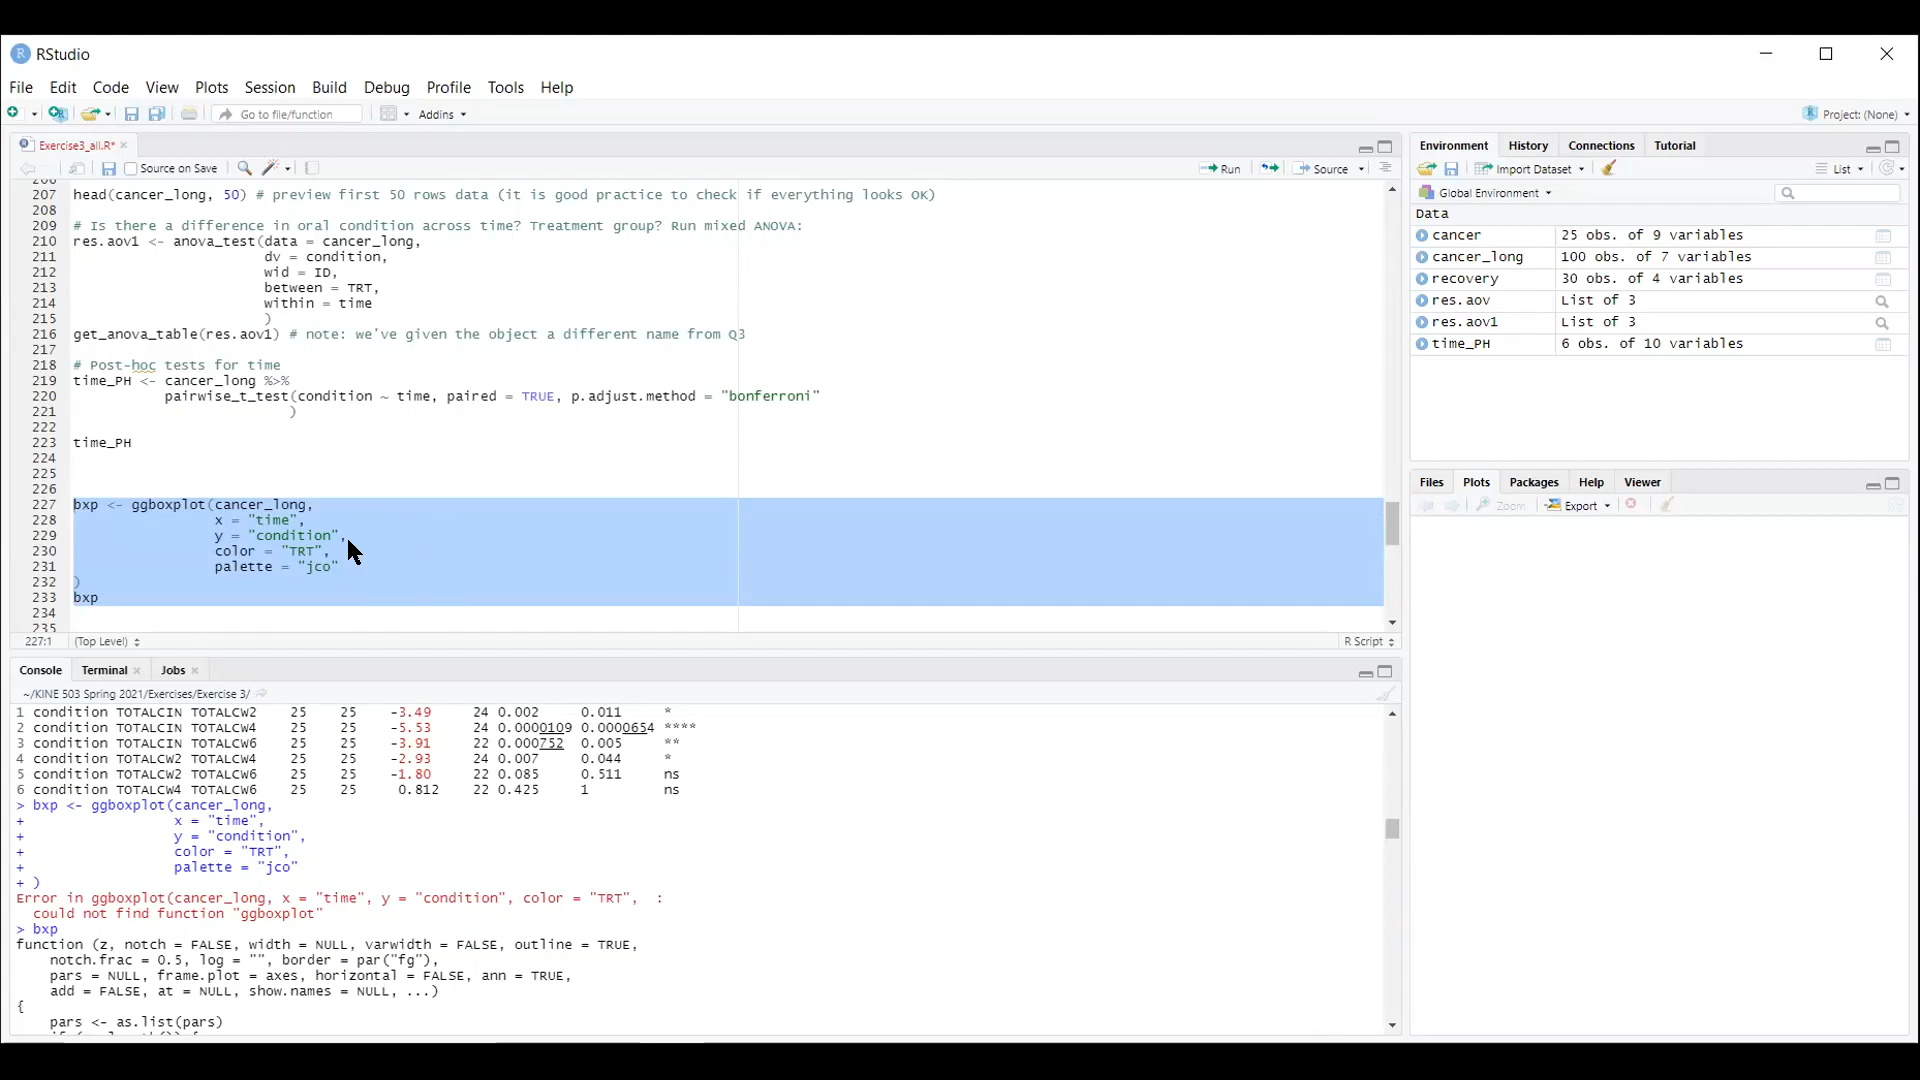 RStudio
File Edit Code View Plots Session Build Debug Profile Tools Help
Go to file/function Addins Project: (None)
Exercise3_all.R*
Source on Save Run Source
206
207 head(cancer_long, 50) # preview first 50 rows data (it is good practice to check if everything looks OK)
208
209 # Is there a difference in oral condition across time? Treatment group? Run mixed ANOVA:
210 res.aov1 <- anova_test(data = cancer_long,
211 dv = condition,
212 wid = ID,
213 between = TRT,
214 within = time
215 )
216 get_anova_table(res.aov1) # note: we've given the object a different name from Q3
217
218 # Post-hoc tests for time
219 time_PH <- cancer_long %>%
220 pairwise_t_test(condition ~ time, paired = TRUE, p.adjust.method = "bonferroni"
221 )
222
223 time_PH
224
225
226
227 bxp <- ggboxplot(cancer_long,
228 x = "time",
229 y = "condition",
230 color = "TRT",
231 palette = "jco"
232 )
233 bxp
234
235
227:1 (Top Level) R Script
Console Terminal Jobs
~/KINE 503 Spring 2021/Exercises/Exercise 3/
1 condition TOTALCIN TOTALCW2 25 25 -3.49 24 0.002 0.011 *
2 condition TOTALCIN TOTALCW4 25 25 -5.53 24 0.0000109 0.0000654 ****
3 condition TOTALCIN TOTALCW6 25 25 -3.91 22 0.000752 0.005 **
4 condition TOTALCW2 TOTALCW4 25 25 -2.93 24 0.007 0.044 *
5 condition TOTALCW2 TOTALCW6 25 25 -1.80 22 0.085 0.511 ns
6 condition TOTALCW4 TOTALCW6 25 25 0.812 22 0.425 1 ns
> bxp <- ggboxplot(cancer_long,
+ x = "time",
+ y = "condition",
+ color = "TRT",
+ palette = "jco"
+ )
Error in ggboxplot(cancer_long, x = "time", y = "condition", color = "TRT", :
could not find function "ggboxplot"
> bxp
function (z, notch = FALSE, width = NULL, varwidth = FALSE, outline = TRUE,
notch.frac = 0.5, log = "", border = par("fg"),
pars = NULL, frame.plot = axes, horizontal = FALSE, ann = TRUE,
add = FALSE, at = NULL, show.names = NULL, ...)
{
pars <- as.list(pars)
Environment History Connections Tutorial
Import Dataset List
Global Environment
Data
cancer 25 obs. of 9 variables
cancer_long 100 obs. of 7 variables
recovery 30 obs. of 4 variables
res.aov List of 3
res.aov1 List of 3
time_PH 6 obs. of 10 variables
Files Plots Packages Help Viewer
Zoom Export